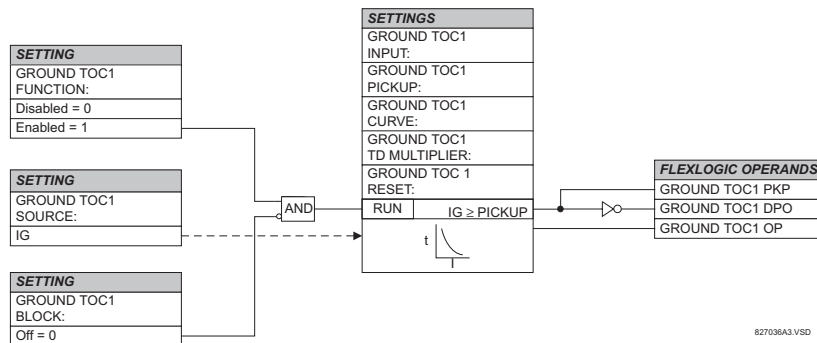 SETTING
GROUND TOC1
FUNCTION:
Disabled = 0
Enabled = 1
SETTING
GROUND TOC1
SOURCE:
IG
SETTING
GROUND TOC1
BLOCK:
Off = 0
AND
SETTINGS
GROUND TOC1
INPUT:
GROUND TOC1
PICKUP:
GROUND TOC1
CURVE:
GROUND TOC1
TD MULTIPLIER:
GROUND TOC 1
RESET:
RUN
IG ≥ PICKUP
t
I
FLEXLOGIC OPERANDS
GROUND TOC1 PKP
GROUND TOC1 DPO
GROUND TOC1 OP
827036A3.VSD